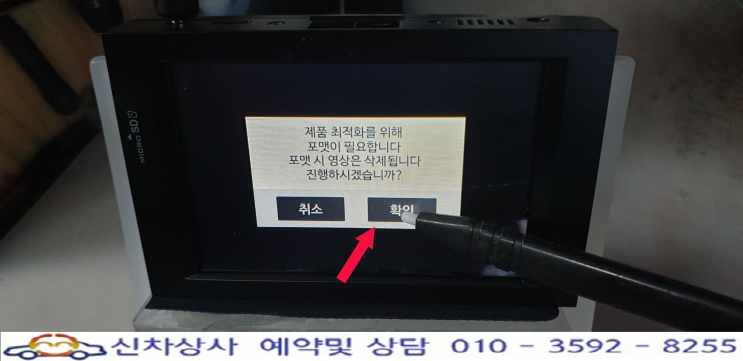 MICRO SD
제품 최적화를 위해
포맷이 필요합니다
포맷 시 영상은 삭제됩니다
진행하시겠습니까?
취소 확인
신차상사 예약및 상담 010 - 3592 - 8255